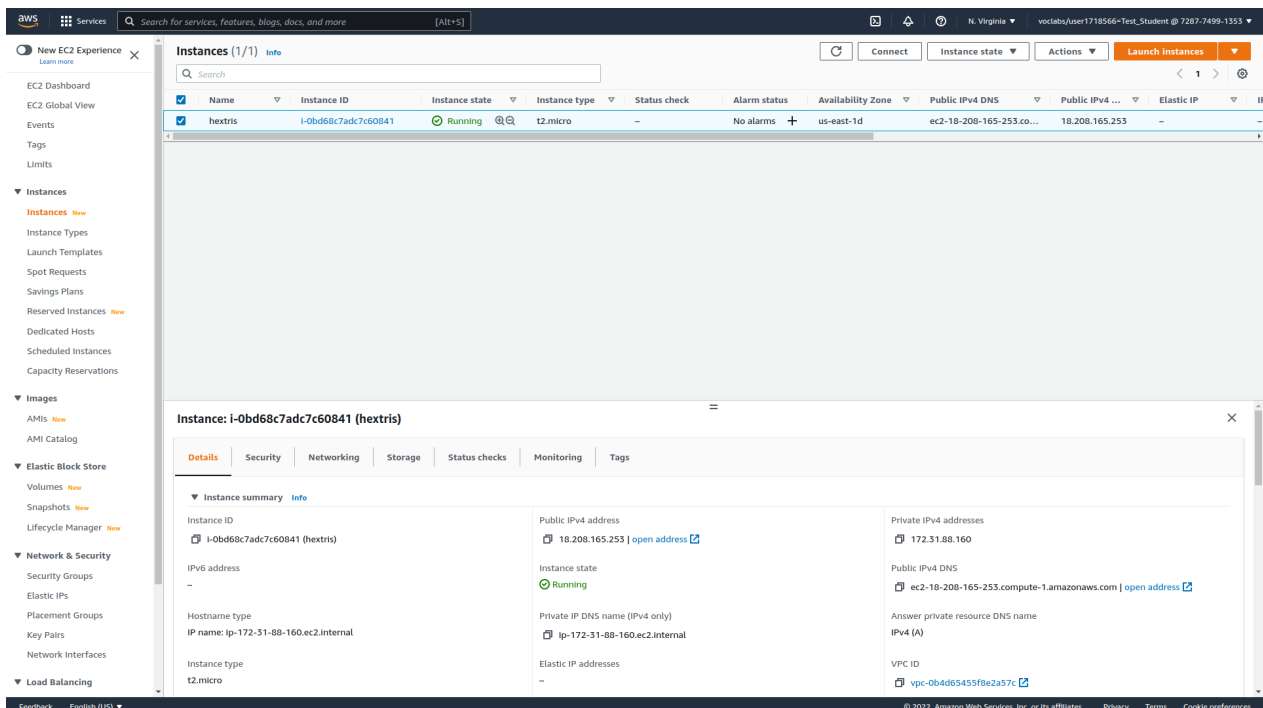 aws Services Search for services, features, blogs, docs, and more [Alt+S] N. Virginia voclabs/user1718566=Test_Student @ 7287-7499-1353
New EC2 Experience
Learn more
EC2 Dashboard
EC2 Global View
Events
Tags
Limits
Instances
Instances New
Instance Types
Launch Templates
Spot Requests
Savings Plans
Reserved Instances New
Dedicated Hosts
Scheduled Instances
Capacity Reservations
Images
AMIs New
AMI Catalog
Elastic Block Store
Volumes New
Snapshots New
Lifecycle Manager New
Network & Security
Security Groups
Elastic IPs
Placement Groups
Key Pairs
Network Interfaces
Load Balancing
Instances (1/1) Info Connect Instance state Actions Launch instances
Search 1
Name Instance ID Instance state Instance type Status check Alarm status Availability Zone Public IPv4 DNS Public IPv4 ... Elastic IP
hextris i-0bd68c7adc7c60841 Running t2.micro – No alarms + us-east-1d ec2-18-208-165-253.co... 18.208.165.253 – –
Instance: i-0bd68c7adc7c60841 (hextris)
Details Security Networking Storage Status checks Monitoring Tags
Instance summary Info
Instance ID Public IPv4 address Private IPv4 addresses
i-0bd68c7adc7c60841 (hextris) 18.208.165.253 | open address 172.31.88.160
IPv6 address Instance state Public IPv4 DNS
– Running ec2-18-208-165-253.compute-1.amazonaws.com | open address
Hostname type Private IP DNS name (IPv4 only) Answer private resource DNS name
IP name: ip-172-31-88-160.ec2.internal ip-172-31-88-160.ec2.internal IPv4 (A)
Instance type Elastic IP addresses VPC ID
t2.micro – vpc-0b4d65455f8e2a57c
Feedback English (US) © 2022, Amazon Web Services, Inc. or its affiliates. Privacy Terms Cookie preferences